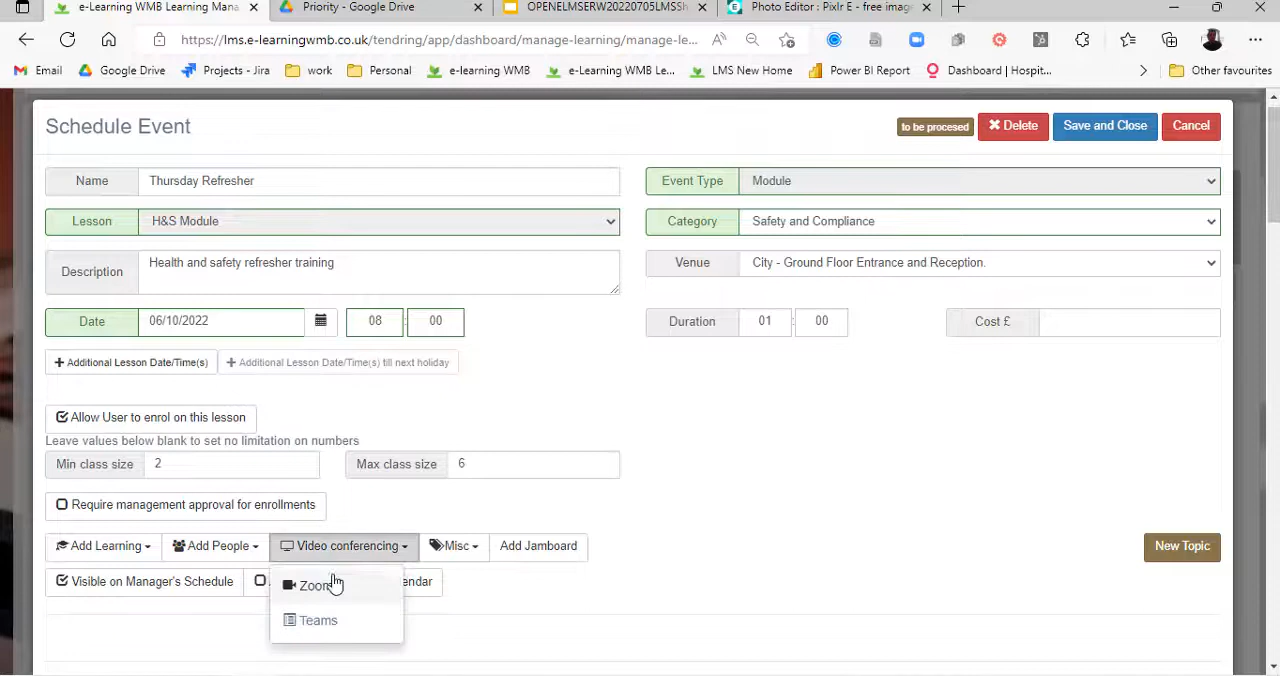 e-Learning WMB Learning Mana
Priority - Google Drive
OPENELMSERW20220705LMSSh
Photo Editor : Pixlr E - free imag
https://lms.e-learningwmb.co.uk/tendring/app/dashboard/manage-learning/manage-le...
Email
Google Drive
Projects - Jira
work
Personal
e-learning WMB
e-Learning WMB Le...
LMS New Home
Power BI Report
Dashboard | Hospit...
Other favourites
Schedule Event
to be procesed
Delete
Save and Close
Cancel
Name
Thursday Refresher
Event Type
Module
Lesson
H&S Module
Category
Safety and Compliance
Description
Health and safety refresher training
Venue
City - Ground Floor Entrance and Reception.
Date
06/10/2022
08 : 00
Duration
01 : 00
Cost £
+ Additional Lesson Date/Time(s)
+ Additional Lesson Date/Time(s) till next holiday
Allow User to enrol on this lesson
Leave values below blank to set no limitation on numbers
Min class size
2
Max class size
6
Require management approval for enrollments
Add Learning
Add People
Video conferencing
Misc
Add Jamboard
New Topic
Visible on Manager's Schedule
endar
Zoom
Teams